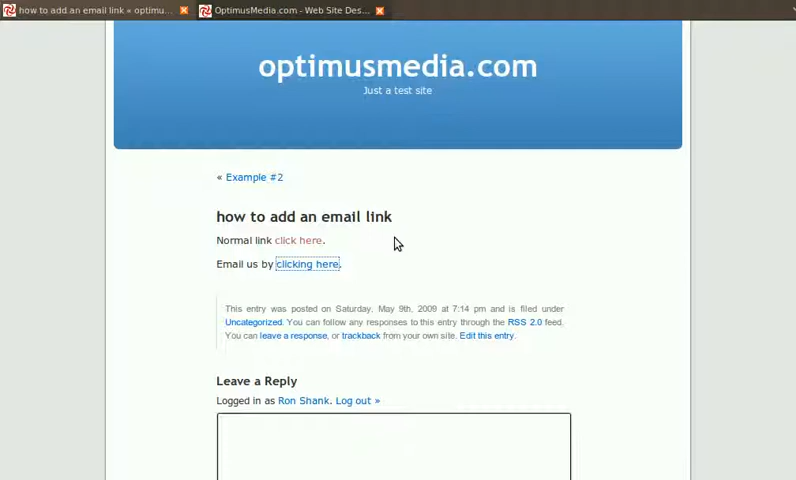 how to add an email link « optimu...
OptimusMedia.com - Web Site Des...
optimusmedia.com
Just a test site
« Example #2
how to add an email link
Normal link click here.
Email us by clicking here.
This entry was posted on Saturday, May 9th, 2009 at 7:14 pm and is filed under
Uncategorized. You can follow any responses to this entry through the RSS 2.0 feed.
You can leave a response, or trackback from your own site. Edit this entry.
Leave a Reply
Logged in as Ron Shank. Log out »